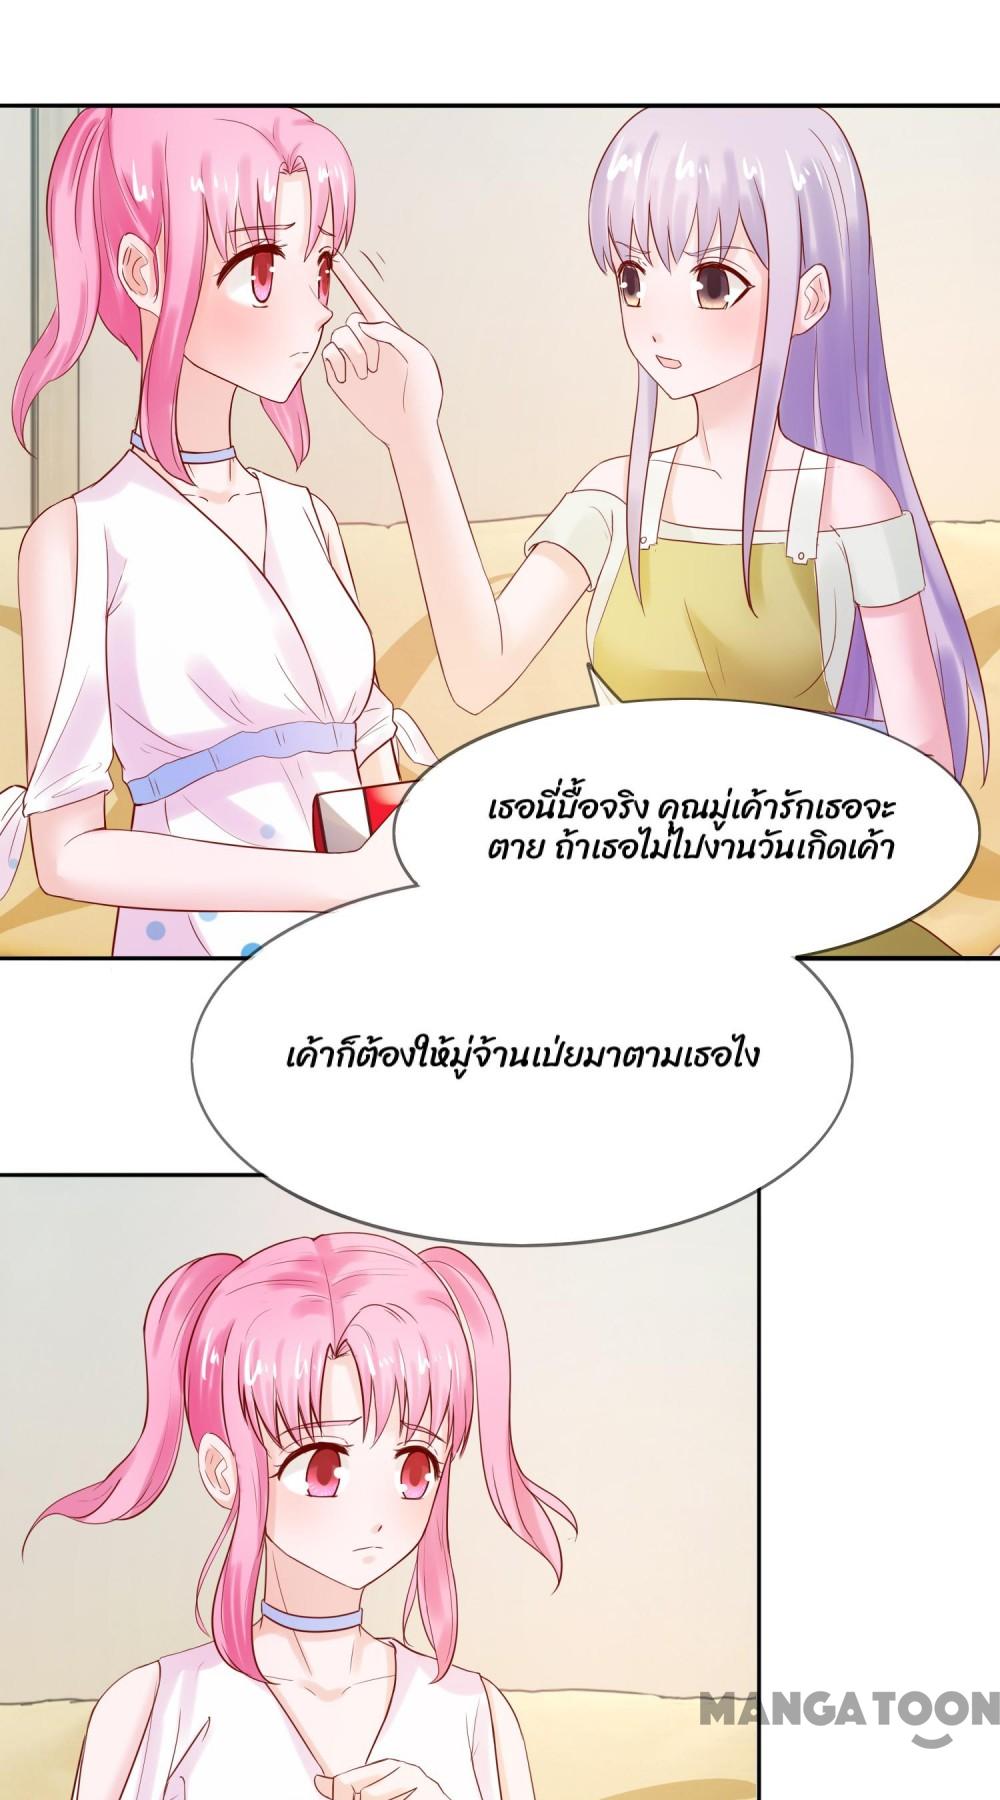 เธอนี่บื้อจริง คุณมู่เค้ารักเธอจะ
ตาย ถ้าเธอไม่ไปงานวันเกิดเค้า
เค้าก็ต้องให้มู่จ้านเป่ยมาตามเธอไง
MANGATOON